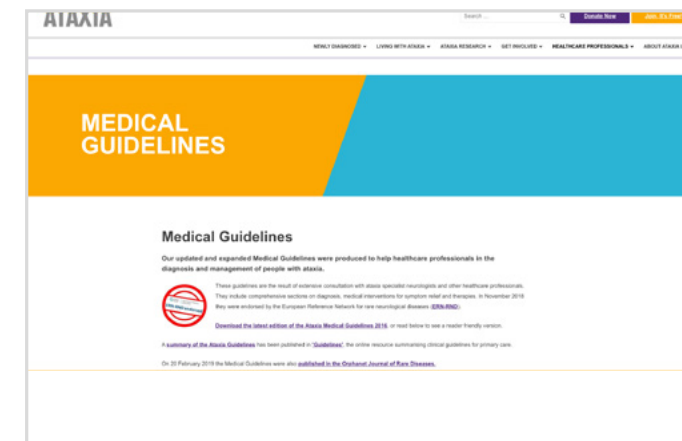 ATAXIA
Search ...
Donate Now
Join. It's Free
NEWLY DIAGNOSED
LIVING WITH ATAXIA
ATAXIA RESEARCH
GET INVOLVED
HEALTHCARE PROFESSIONALS
ABOUT ATAXIA
MEDICAL
GUIDELINES
Medical Guidelines
Our updated and expanded Medical Guidelines were produced to help healthcare professionals in the
diagnosis and management of people with ataxia.
These guidelines are the result of extensive consultation with ataxia specialist neurologists and other healthcare professionals.
They include comprehensive sections on diagnosis, medical interventions for symptom relief and therapies. In November 2018
they were endorsed by the European Reference Network for rare neurological diseases (ERN-RND).
Download the latest edition of the Ataxia Medical Guidelines 2016, or read below to see a reader friendly version.
A summary of the Ataxia Guidelines has been published in 'Guidelines', the online resource summarising clinical guidelines for primary care.
On 20 February 2019 the Medical Guidelines were also published in the Orphanet Journal of Rare Diseases.